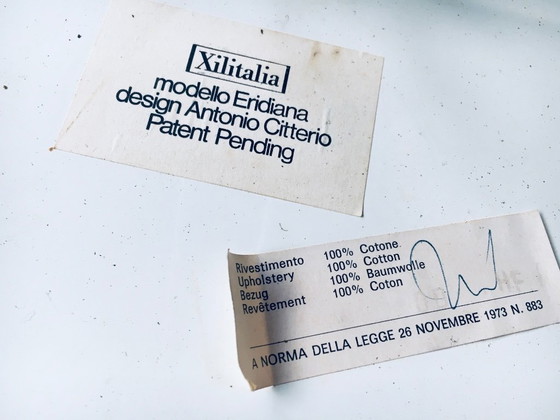 Xilitalia
modello Eridiana
design Antonio Citterio
Patent Pending
Rivestimento 100% Cotone
Upholstery 100% Cotton
Bezug 100% Baumwolle
Revêtement 100% Coton
A NORMA DELLA LEGGE 26 NOVEMBRE 1973 N. 883